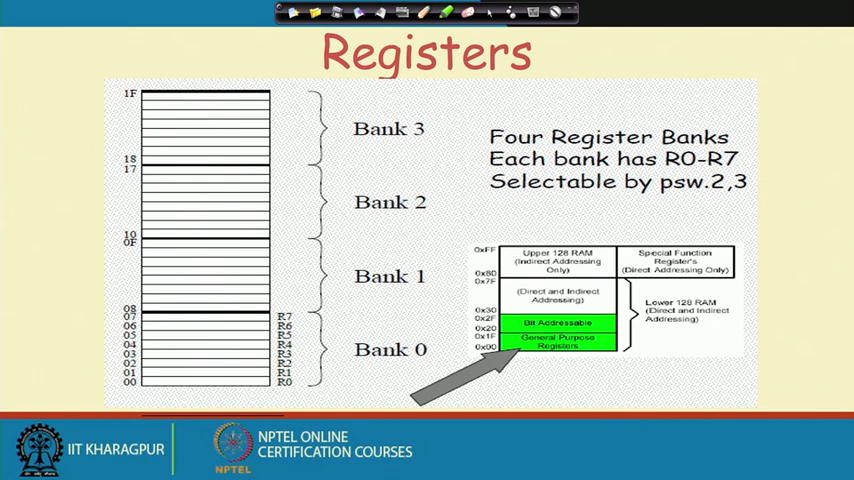 Registers
1F
18
17
10
0F
08
07
06
05
04
03
02
01
00
R7
R6
R5
R4
R3
R2
R1
R0
Bank 3
Bank 2
Bank 1
Bank 0
Four Register Banks
Each bank has R0-R7
Selectable by psw.2,3
0xFF
0x80
0x7F
0x30
0x2F
0x20
0x1F
0x00
Upper 128 RAM
(Indirect Addressing
Only)
Special Function
Register's
(Direct Addressing Only)
(Direct and Indirect
Addressing)
Bit Addressable
General Purpose
Registers
Lower 128 RAM
(Direct and Indirect
Addressing)
IIT KHARAGPUR
NPTEL
NPTEL ONLINE
CERTIFICATION COURSES